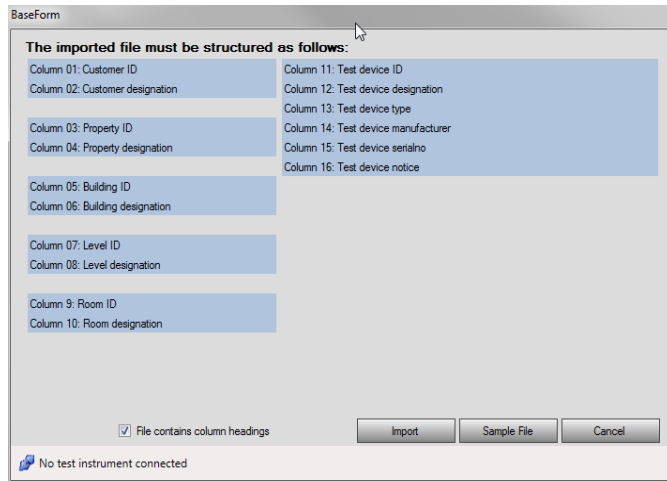 BaseForm
The imported file must be structured as follows:
Column 01: Customer ID
Column 02: Customer designation
Column 03: Property ID
Column 04: Property designation
Column 05: Building ID
Column 06: Building designation
Column 07: Level ID
Column 08: Level designation
Column 9: Room ID
Column 10: Room designation
Column 11: Test device ID
Column 12: Test device designation
Column 13: Test device type
Column 14: Test device manufacturer
Column 15: Test device serialno
Column 16: Test device notice
File contains column headings
Import
Sample File
Cancel
No test instrument connected